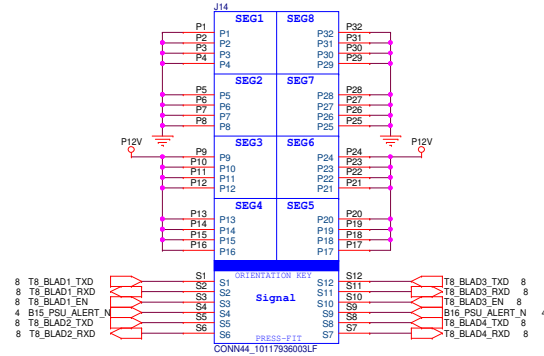 J14
SEG1 SEG8
P1 P1 P32 P32
P2 P2 P31 P31
P3 P3 P30 P30
P4 P4 P29 P29
SEG2 SEG7
P5 P5 P28 P28
P6 P6 P27 P27
P7 P7 P26 P26
P8 P8 P25 P25
P12V SEG3 SEG6 P12V
P9 P9 P24 P24
P10 P10 P23 P23
P11 P11 P22 P22
P12 P12 P21 P21
SEG4 SEG5
P13 P13 P20 P20
P14 P14 P19 P19
P15 P15 P18 P18
P16 P16 P17 P17
ORIENTATION KEY
8 T8_BLAD1_TXD S1 S1 S12 S12 T8_BLAD3_TXD 8
8 T8_BLAD1_RXD S2 S2 S11 S11 T8_BLAD3_RXD 8
8 T8_BLAD1_EN S3 S3 Signal S10 S10 T8_BLAD3_EN 8
4 B15_PSU_ALERT_N S4 S4 S9 S9 B16_PSU_ALERT_N 4
8 T8_BLAD2_TXD S5 S5 S8 S8 T8_BLAD4_TXD 8
8 T8_BLAD2_RXD S6 S6 S7 S7 T8_BLAD4_RXD 8
PRESS-FIT
CONN44_10117936003LF